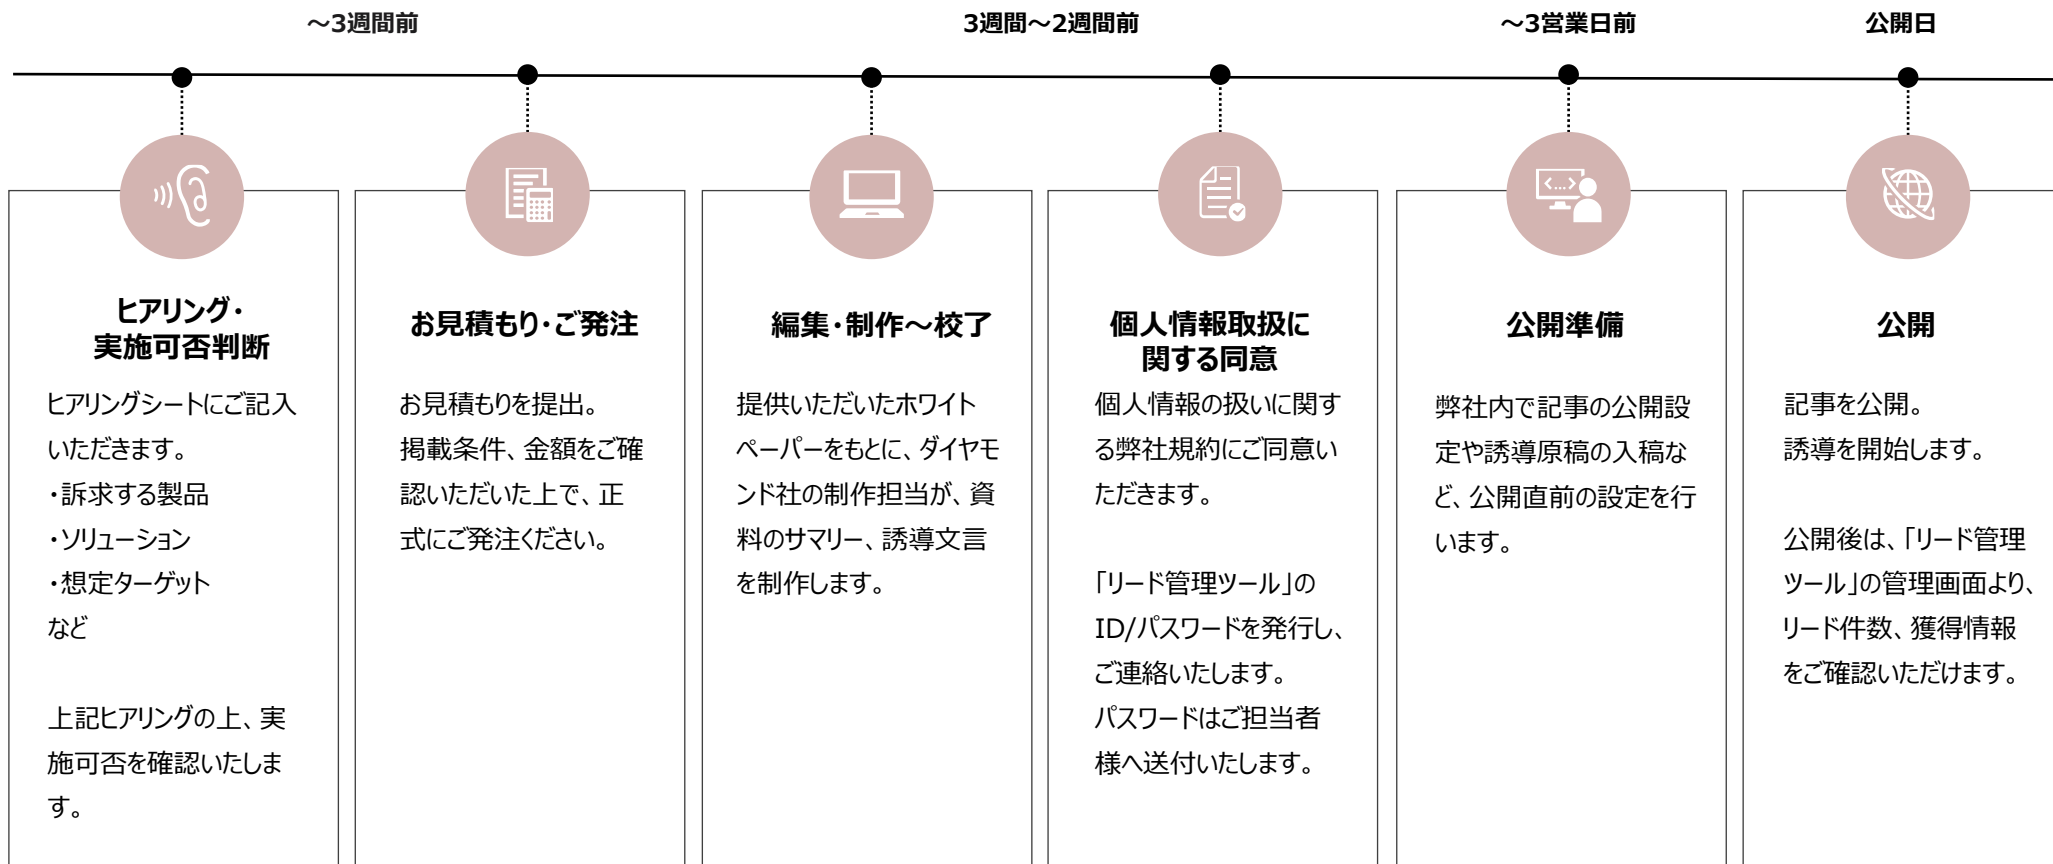 ～3週間前
3週間～2週間前
～3営業日前
公開日
ヒアリング・
実施可否判断
ヒアリングシートにご記入
いただきます。
・訴求する製品
・ソリューション
・想定ターゲット
など
上記ヒアリングの上、実
施可否を確認いたしま
す。
お見積もり・ご発注
お見積もりを提出。
掲載条件、金額をご確
認いただいた上で、正
式にご発注ください。
編集・制作～校了
提供いただいたホワイト
ペーパーをもとに、ダイヤモ
ンド社の制作担当が、資
料のサマリー、誘導文言
を制作します。
個人情報取扱に
関する同意
個人情報の扱いに関す
る弊社規約にご同意い
ただきます。
「リード管理ツール」の
ID/パスワードを発行し、
ご連絡いたします。
パスワードはご担当者
様へ送付いたします。
公開準備
弊社内で記事の公開設
定や誘導原稿の入稿な
ど、公開直前の設定を行
います。
公開
記事を公開。
誘導を開始します。
公開後は、「リード管理
ツール」の管理画面より、
リード件数、獲得情報
をご確認いただけます。